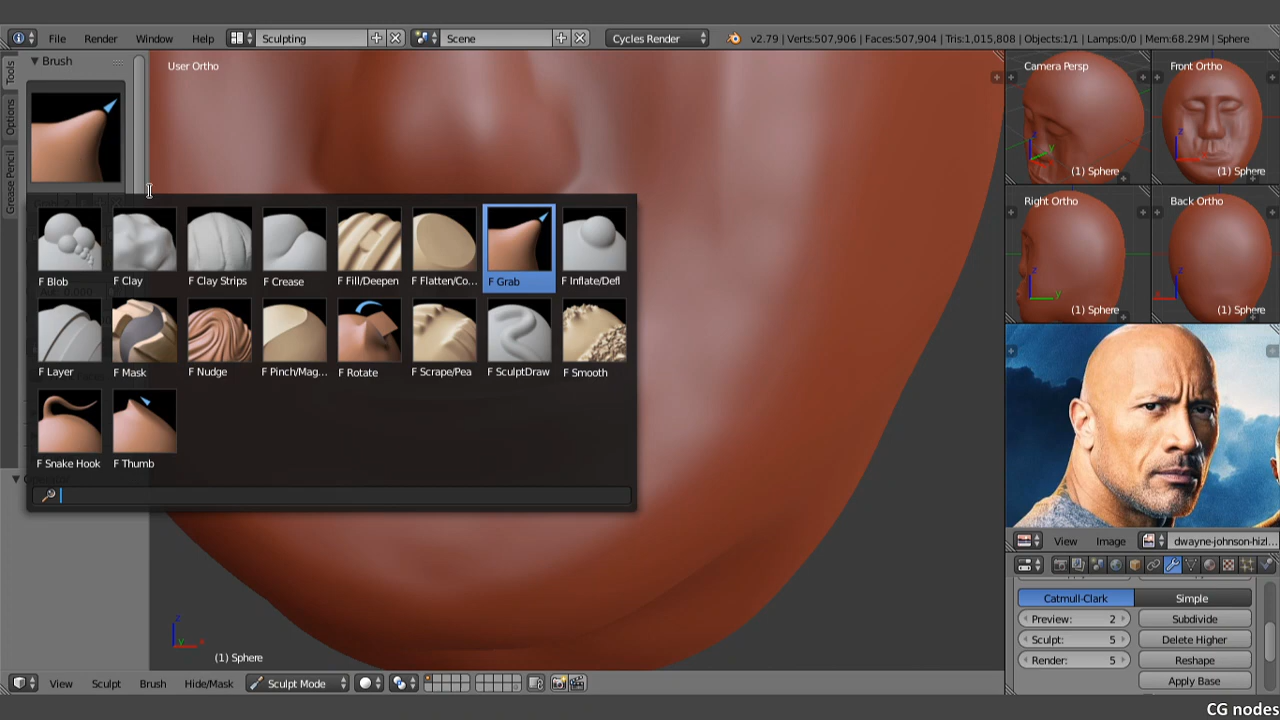 File Render Window Help Sculpting Scene Cycles Render v2.79 | Verts:507,906 | Faces:507,904 | Tris:1,015,808 | Objects:1/1 | Lamps:0/0 | Mem:68.29M | Sphere
Tools
Options
Grease Pencil
Brush
User Ortho
F Blob F Clay F Clay Strips F Crease F Fill/Deepen F Flatten/Co... F Grab F Inflate/Defl
F Layer F Mask F Nudge F Pinch/Mag... F Rotate F Scrape/Pea F SculptDraw F Smooth
F Snake Hook F Thumb
z
y x
(1) Sphere
View Sculpt Brush Hide/Mask Sculpt Mode
Camera Persp
(1) Sphere
Front Ortho
(1) Sphere
Right Ortho
(1) Sphere
Back Ortho
(1) Sphere
View Image dwayne-johnson-hizl...
Catmull-Clark Simple
Preview: 2 Subdivide
Sculpt: 5 Delete Higher
Render: 5 Reshape
Apply Base
CG nodes